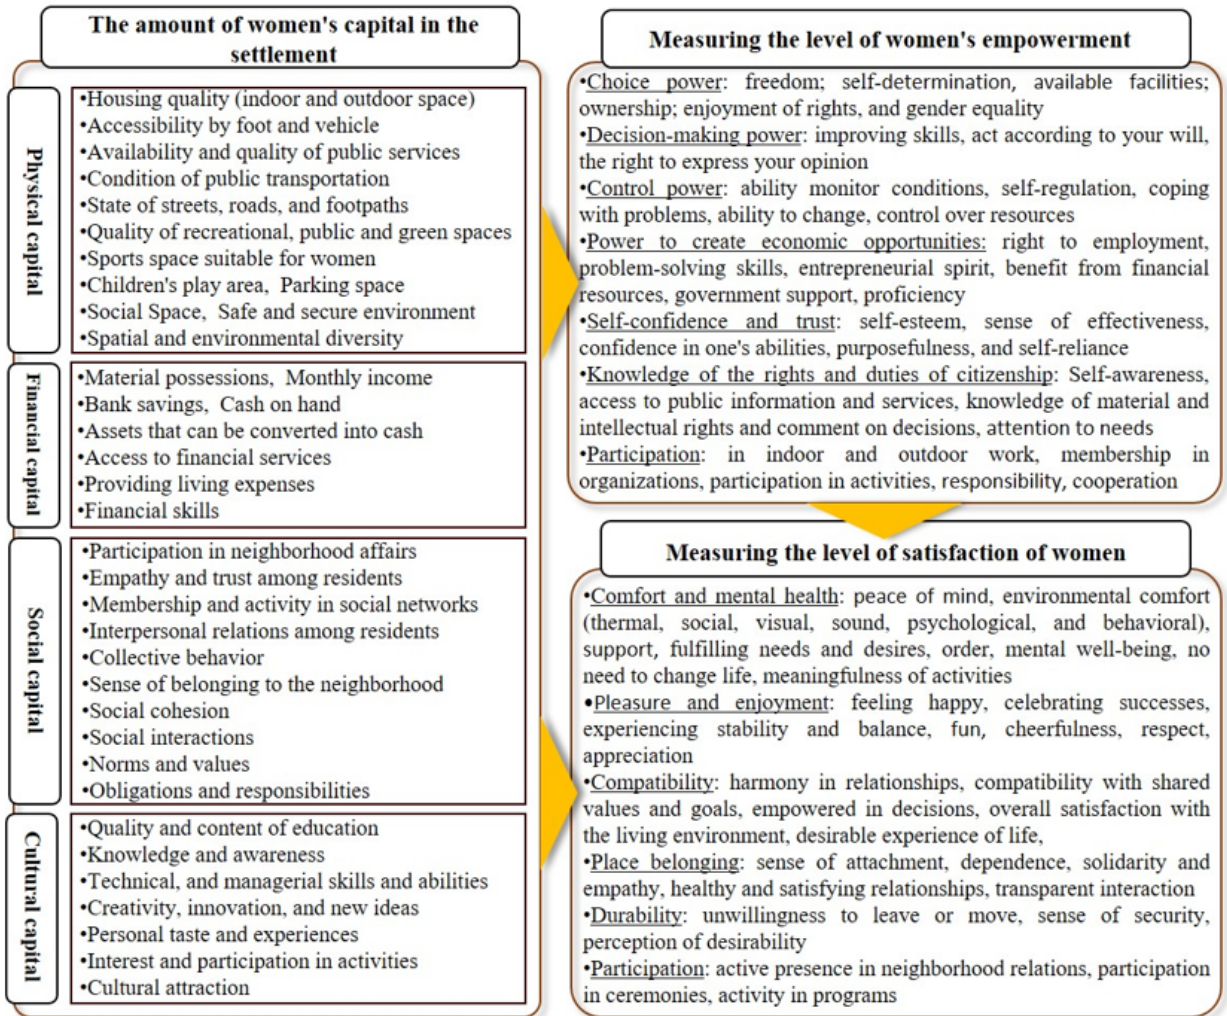 The amount of women's capital in the
settlement
Physical capital
•Housing quality (indoor and outdoor space)
•Accessibility by foot and vehicle
•Availability and quality of public services
•Condition of public transportation
•State of streets, roads, and footpaths
•Quality of recreational, public and green spaces
•Sports space suitable for women
•Children's play area, Parking space
•Social Space, Safe and secure environment
•Spatial and environmental diversity
Financial capital
•Material possessions, Monthly income
•Bank savings, Cash on hand
•Assets that can be converted into cash
•Access to financial services
•Providing living expenses
•Financial skills
Social capital
•Participation in neighborhood affairs
•Empathy and trust among residents
•Membership and activity in social networks
•Interpersonal relations among residents
•Collective behavior
•Sense of belonging to the neighborhood
•Social cohesion
•Social interactions
•Norms and values
•Obligations and responsibilities
Cultural capital
•Quality and content of education
•Knowledge and awareness
•Technical, and managerial skills and abilities
•Creativity, innovation, and new ideas
•Personal taste and experiences
•Interest and participation in activities
•Cultural attraction
Measuring the level of women's empowerment
•Choice power: freedom; self-determination, available facilities;
ownership; enjoyment of rights, and gender equality
•Decision-making power: improving skills, act according to your will,
the right to express your opinion
•Control power: ability monitor conditions, self-regulation, coping
with problems, ability to change, control over resources
•Power to create economic opportunities: right to employment,
problem-solving skills, entrepreneurial spirit, benefit from financial
resources, government support, proficiency
•Self-confidence and trust: self-esteem, sense of effectiveness,
confidence in one's abilities, purposefulness, and self-reliance
•Knowledge of the rights and duties of citizenship: Self-awareness,
access to public information and services, knowledge of material and
intellectual rights and comment on decisions, attention to needs
•Participation: in indoor and outdoor work, membership in
organizations, participation in activities, responsibility, cooperation
Measuring the level of satisfaction of women
•Comfort and mental health: peace of mind, environmental comfort
(thermal, social, visual, sound, psychological, and behavioral),
support, fulfilling needs and desires, order, mental well-being, no
need to change life, meaningfulness of activities
•Pleasure and enjoyment: feeling happy, celebrating successes,
experiencing stability and balance, fun, cheerfulness, respect,
appreciation
•Compatibility: harmony in relationships, compatibility with shared
values and goals, empowered in decisions, overall satisfaction with
the living environment, desirable experience of life,
•Place belonging: sense of attachment, dependence, solidarity and
empathy, healthy and satisfying relationships, transparent interaction
•Durability: unwillingness to leave or move, sense of security,
perception of desirability
•Participation: active presence in neighborhood relations, participation
in ceremonies, activity in programs